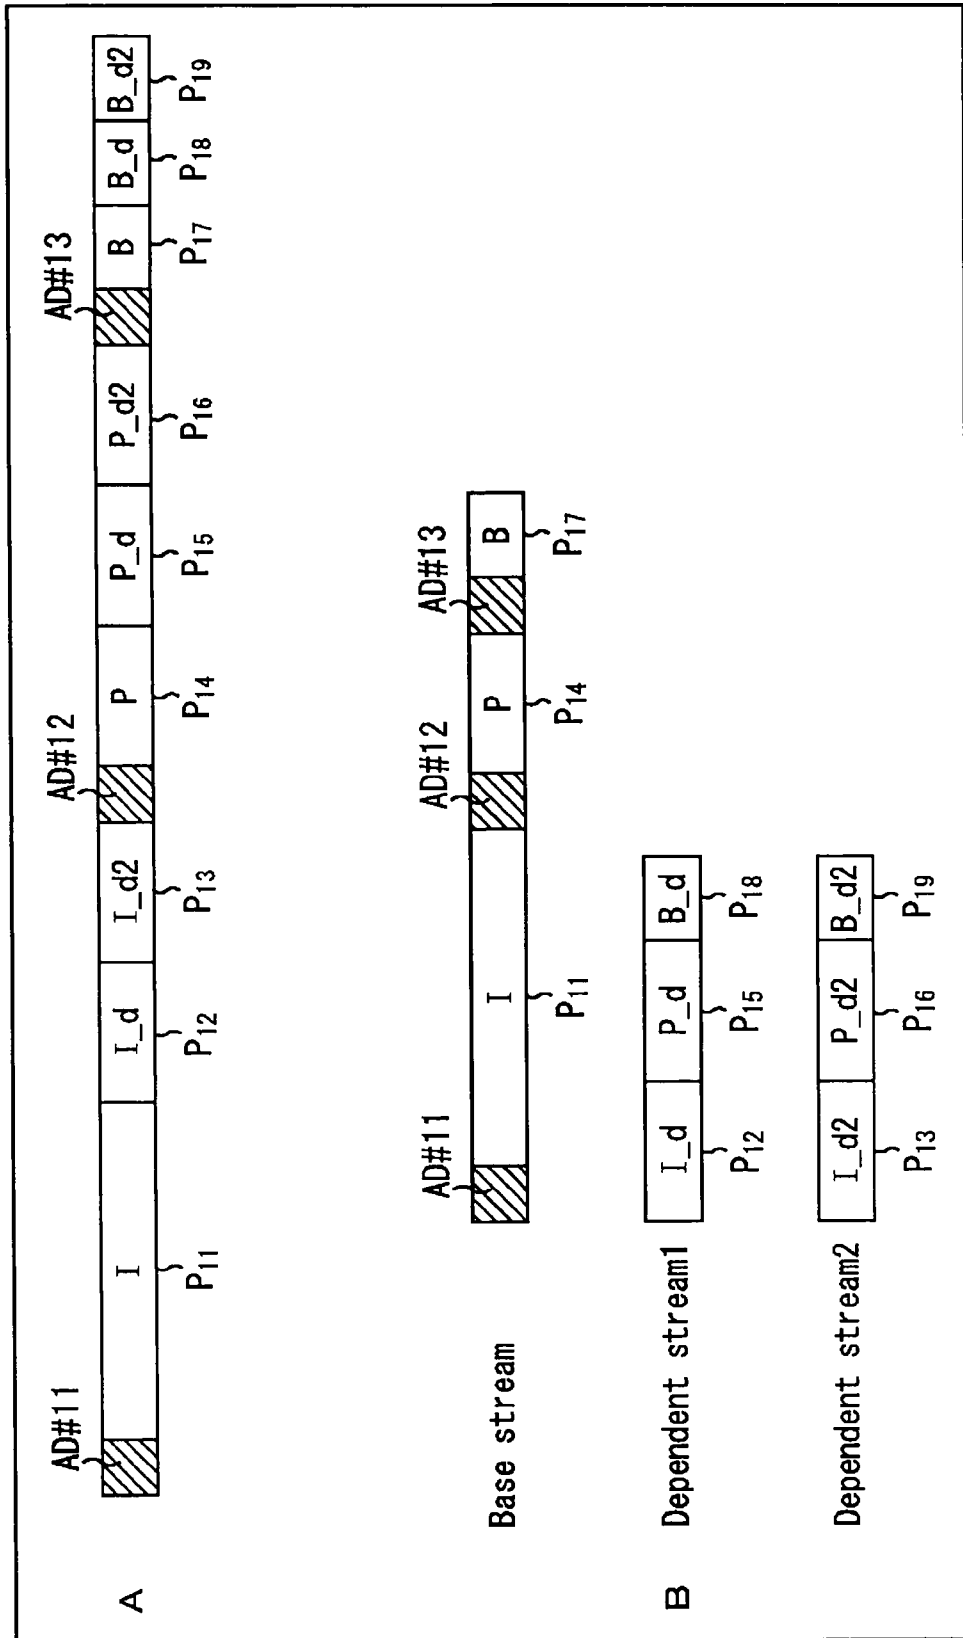 A
AD#11 AD#12 AD#13
I I_d I_d2 P P_d P_d2 B B_d B_d2
P11 P12 P13 P14 P15 P16 P17 P18 P19
B
AD#11 AD#12 AD#13
Base stream I P B
P11 P14 P17
Dependent stream1 I_d P_d B_d
P12 P15 P18
Dependent stream2 I_d2 P_d2 B_d2
P13 P16 P19